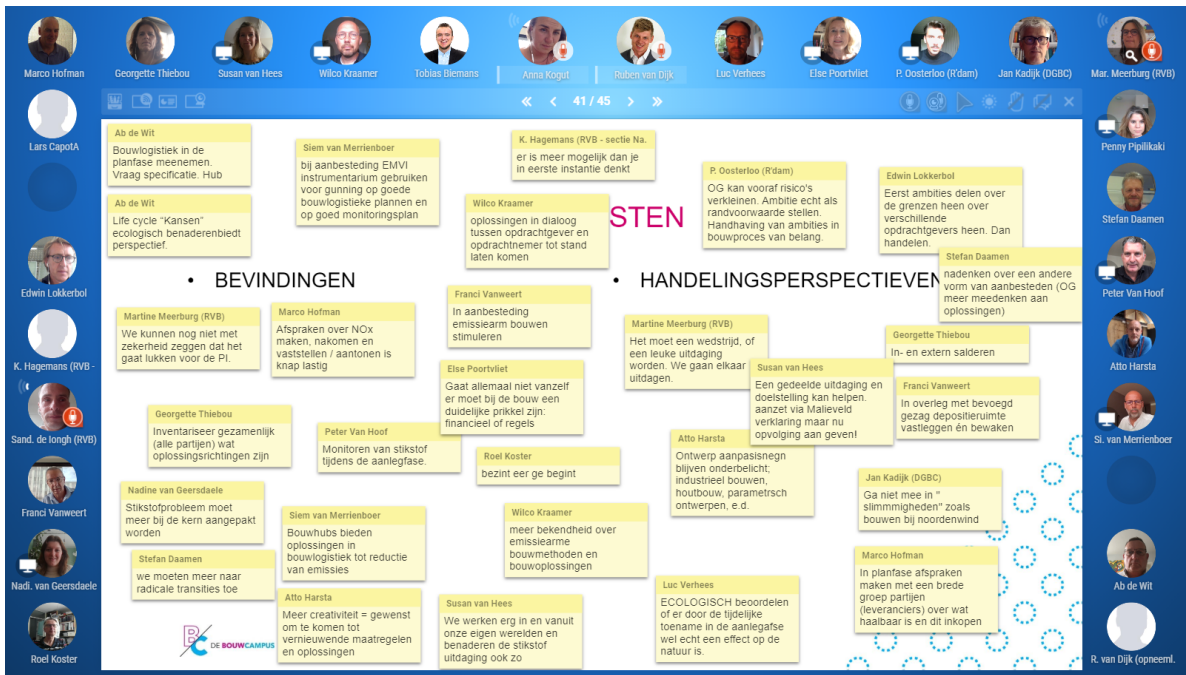 Marco Hofman
Georgette Thiebou
Susan van Hees
Wilco Kraamer
Tobias Biemans
Anna Kogut
Ruben van Dijk
Luc Verhees
Else Poortvliet
P. Oosterloo (R'dam)
Jan Kadijk (DGBC)
Mar. Meerburg (RVB)
41 / 45
Lars CapotA
Edwin Lokkerbol
K. Hagemans (RVB -
Sand. de Iongh (RVB)
Franci Vanweert
Nadi. van Geersdaele
Roel Koster
Penny Pipilikaki
Stefan Daamen
Peter Van Hoof
Atto Harsta
Si. van Merrienboer
Ab de Wit
R. van Dijk (opneeml.
Ab de Wit
Bouwlogistiek in de
planfase meenemen.
Vraag specificatie. Hub
Ab de Wit
Life cycle “Kansen”
ecologisch benaderenbiedt
perspectief.
Siem van Merrienboer
bij aanbesteding EMVI
instrumentarium gebruiken
voor gunning op goede
bouwlogistieke plannen en
op goed monitoringsplan
K. Hagemans (RVB - sectie Na.
er is meer mogelijk dan je
in eerste instantie denkt
Wilco Kraamer
oplossingen in dialoog
tussen opdrachtgever en
opdrachtnemer tot stand
laten komen
STEN
P. Oosterloo (R'dam)
OG kan vooraf risico's
verkleinen. Ambitie echt als
randvoorwaarde stellen.
Handhaving van ambities in
bouwproces van belang.
Edwin Lokkerbol
Eerst ambities delen over
de grenzen heen over
verschillende
opdrachtgevers heen. Dan
handelen.
Stefan Daamen
nadenken over een andere
vorm van aanbesteden (OG
meer meedenken aan
oplossingen)
• BEVINDINGEN
• HANDELINGSPERSPECTIEVEN
Martine Meerburg (RVB)
We kunnen nog niet met
zekerheid zeggen dat het
gaat lukken voor de PI.
Marco Hofman
Afspraken over NOx
maken, nakomen en
vaststellen / aantonen is
knap lastig
Franci Vanweert
In aanbesteding
emissiearm bouwen
stimuleren
Martine Meerburg (RVB)
Het moet een wedstrijd, of
een leuke uitdaging
worden. We gaan elkaar
uitdagen.
Georgette Thiebou
In- en extern salderen
Else Poortvliet
Gaat allemaal niet vanzelf
er moet bij de bouw een
duidelijke prikkel zijn:
financieel of regels
Susan van Hees
Een gedeelde uitdaging en
doelstelling kan helpen.
aanzet via Malieveld
verklaring maar nu
opvolging aan geven!
Franci Vanweert
In overleg met bevoegd
gezag depositieruimte
vastleggen én bewaken
Georgette Thiebou
Inventariseer gezamenlijk
(alle partijen) wat
oplossingsrichtingen zijn
Peter Van Hoof
Monitoren van stikstof
tijdens de aanlegfase.
Roel Koster
bezint eer ge begint
Atto Harsta
Ontwerp aanpasisnegn
blijven onderbelicht;
industrieel bouwen,
houtbouw, parametrsch
ontwerpen, e.d.
Jan Kadijk (DGBC)
Ga niet mee in "
slimmmigheden" zoals
bouwen bij noordenwind
Nadine van Geersdaele
Stikstofprobleem moet
meer bij de kern aangepakt
worden
Siem van Merrienboer
Bouwhubs bieden
oplossingen in
bouwlogistiek tot reductie
van emissies
Wilco Kraamer
meer bekendheid over
emissiearme
bouwmethoden en
bouwoplossingen
Stefan Daamen
we moeten meer naar
radicale transities toe
Marco Hofman
In planfase afspraken
maken met een brede
groep partijen
(leveranciers) over wat
haalbaar is en dit inkopen
Atto Harsta
Meer creativiteit = gewenst
om te komen tot
vernieuwende maatregelen
en oplossingen
Susan van Hees
We werken erg in en vanuit
onze eigen werelden en
benaderen de stikstof
uitdaging ook zo
Luc Verhees
ECOLOGISCH beoordelen
of er door de tijdelijke
toename in de aanlegafse
wel echt een effect op de
natuur is.
B/C DE BOUWCAMPUS